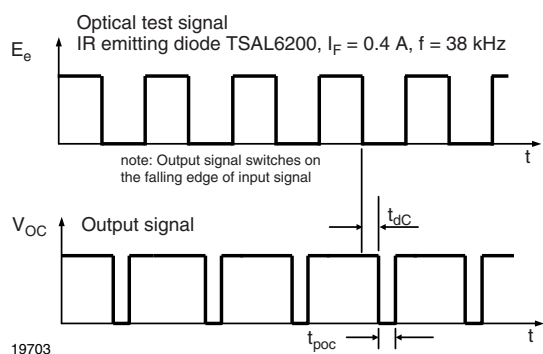 Optical test signal
IR emitting diode TSAL6200, IF = 0.4 A, f = 38 kHz
Ee
t
note: Output signal switches on
the falling edge of input signal
tdC
VOC
Output signal
tpoc
t
19703